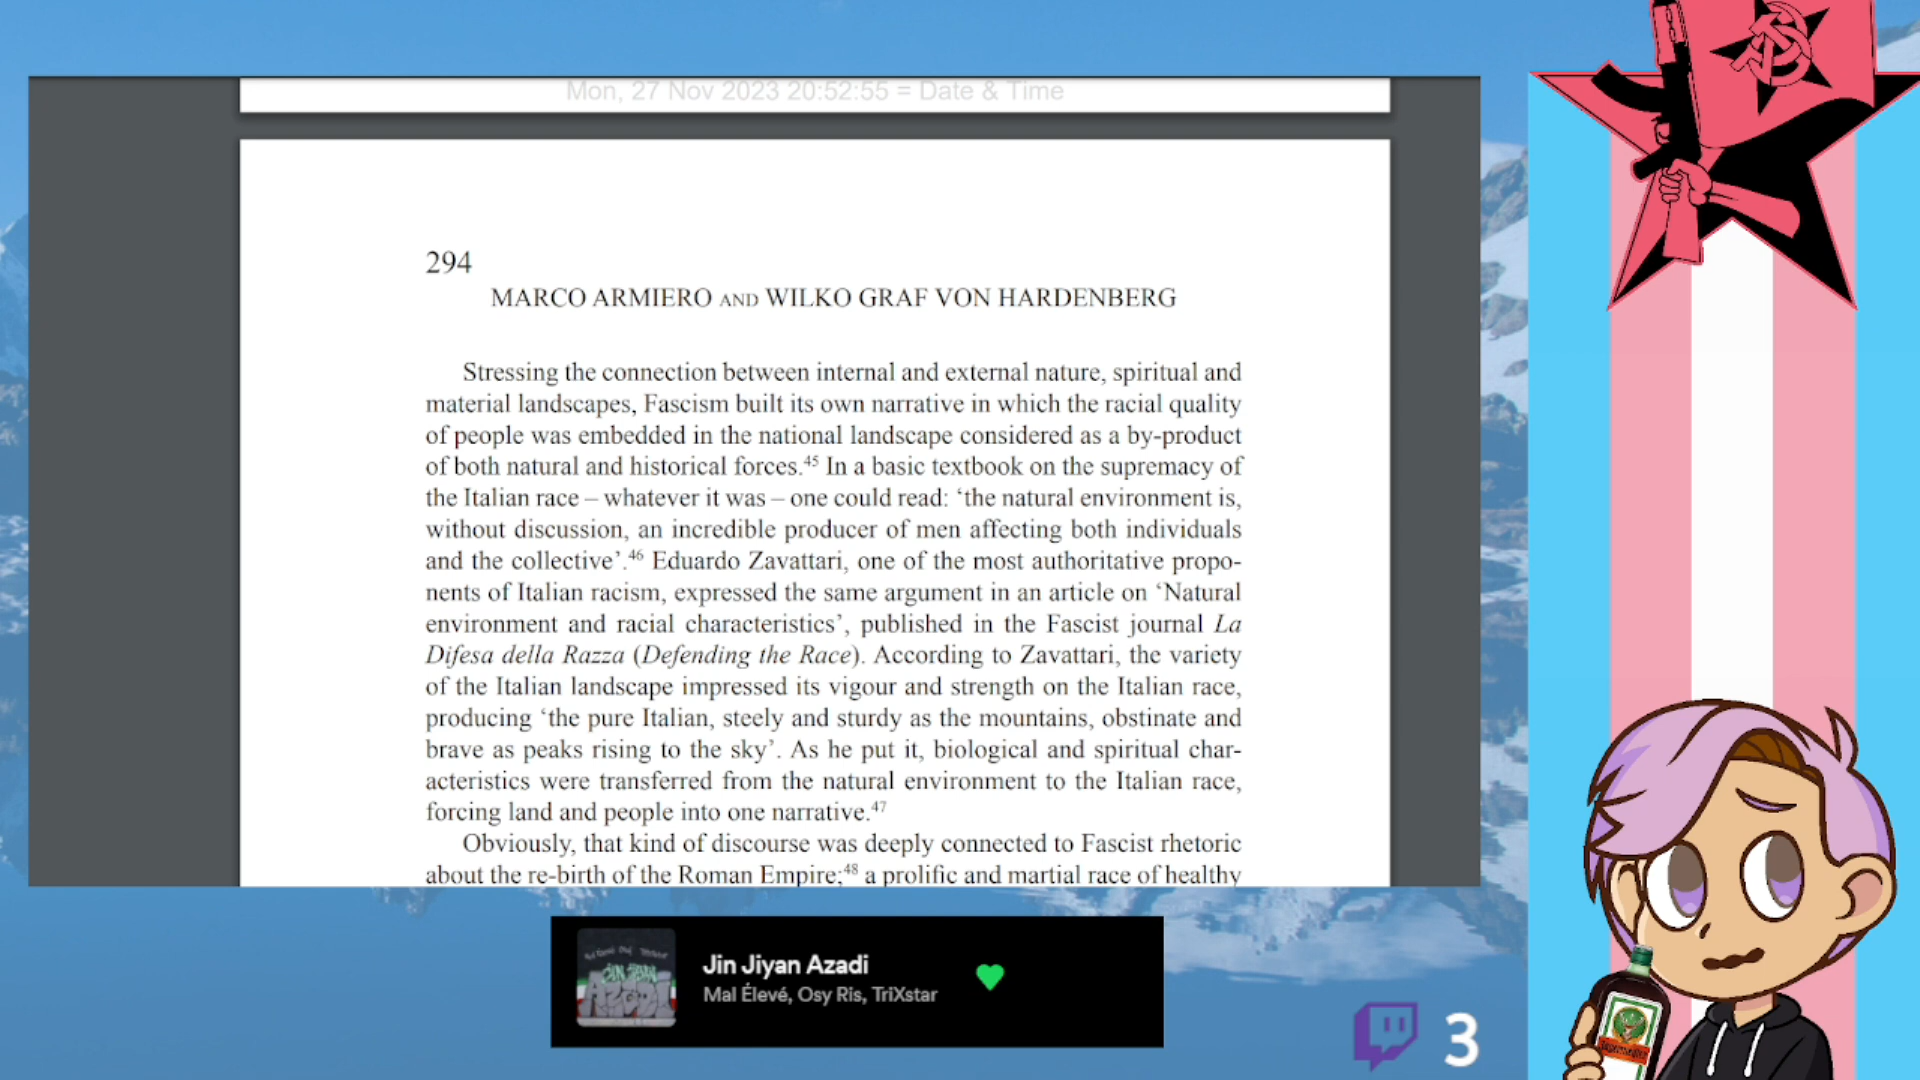 Mon, 27 Nov 2023 20:52:55 = Date & Time
294
MARCO ARMIERO AND WILKO GRAF VON HARDENBERG
Stressing the connection between internal and external nature, spiritual and
material landscapes, Fascism built its own narrative in which the racial quality
of people was embedded in the national landscape considered as a by-product
of both natural and historical forces.⁴⁵ In a basic textbook on the supremacy of
the Italian race – whatever it was – one could read: ‘the natural environment is,
without discussion, an incredible producer of men affecting both individuals
and the collective’.⁴⁶ Eduardo Zavattari, one of the most authoritative propo-
nents of Italian racism, expressed the same argument in an article on ‘Natural
environment and racial characteristics’, published in the Fascist journal La
Difesa della Razza (Defending the Race). According to Zavattari, the variety
of the Italian landscape impressed its vigour and strength on the Italian race,
producing ‘the pure Italian, steely and sturdy as the mountains, obstinate and
brave as peaks rising to the sky’. As he put it, biological and spiritual char-
acteristics were transferred from the natural environment to the Italian race,
forcing land and people into one narrative.⁴⁷
Obviously, that kind of discourse was deeply connected to Fascist rhetoric
about the re-birth of the Roman Empire;⁴⁸ a prolific and martial race of healthy
JIN JIYAN
AZADI
Jin Jiyan Azadi
Mal Élevé, Osy Ris, TriXstar
3